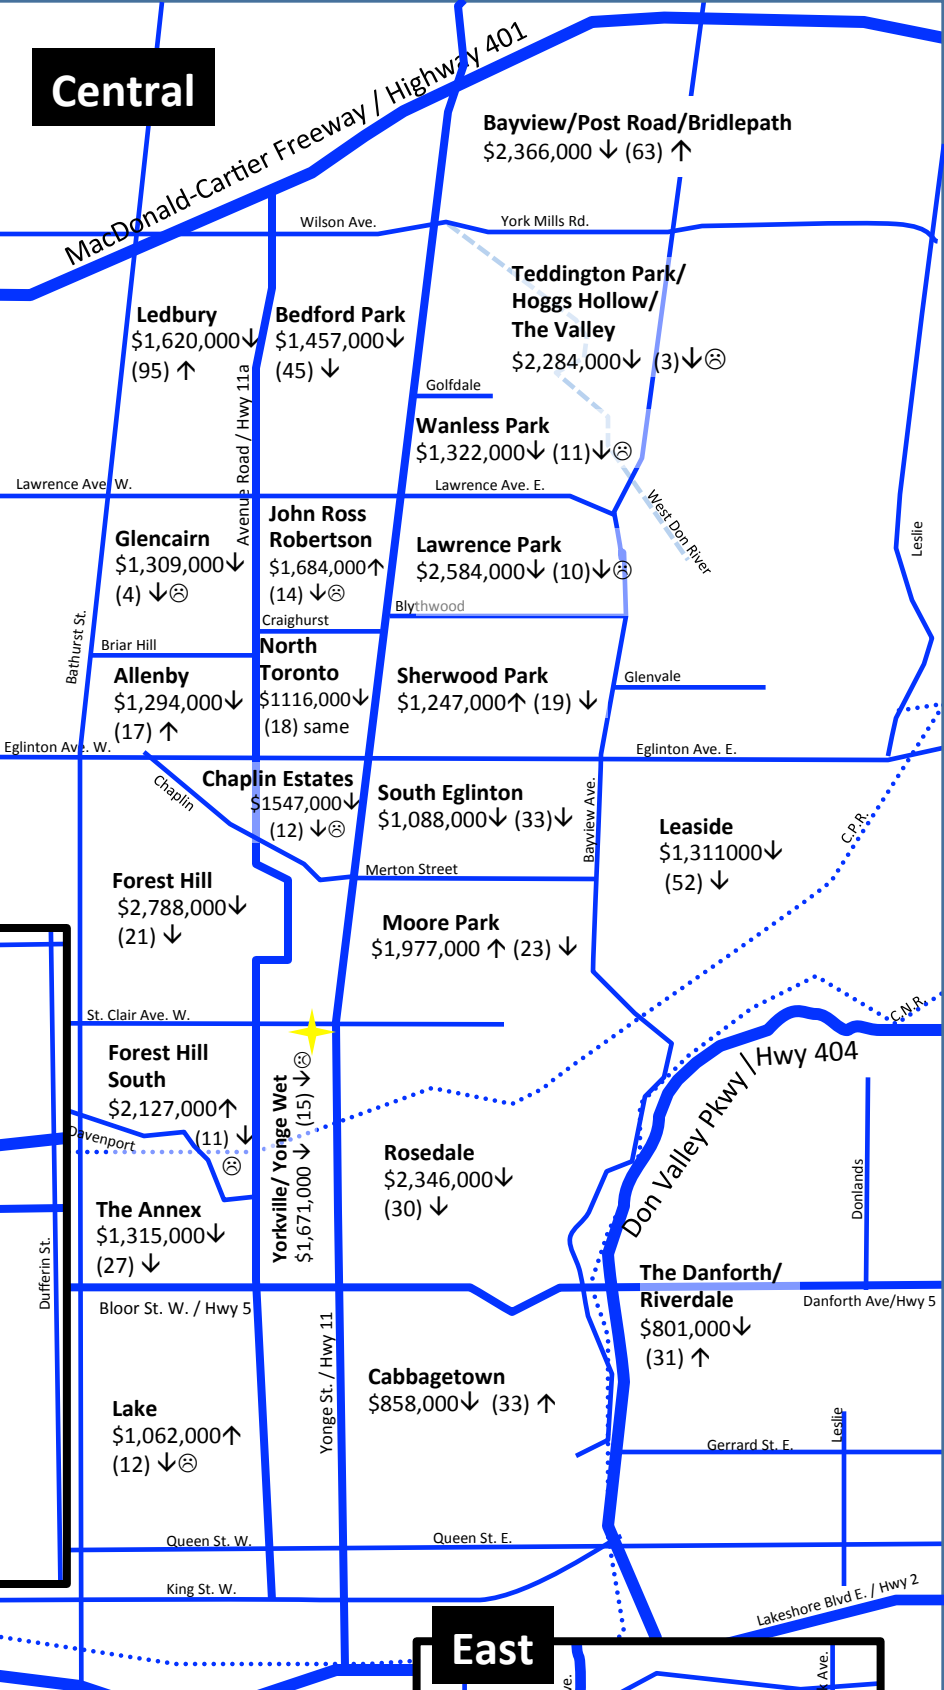 Central
MacDonald-Cartier Freeway / Highway 401
Bayview/Post Road/Bridlepath
$2,366,000 ↓ (63) ↑
Wilson Ave.
York Mills Rd.
Teddington Park/
Hoggs Hollow/
The Valley
$2,284,000↓ (3)↓☹
Ledbury
$1,620,000↓
(95) ↑
Bedford Park
$1,457,000↓
(45) ↓
Avenue Road / Hwy 11a
Golfdale
Wanless Park
$1,322,000↓ (11)↓☹
Lawrence Ave. W.
Lawrence Ave. E.
West Don River
Leslie
Glencairn
$1,309,000↓
(4) ↓☹
John Ross
Robertson
$1,684,000↑
(14) ↓☹
Lawrence Park
$2,584,000↓ (10)↓☹
Blythwood
Craighurst
Bathurst St.
Briar Hill
Allenby
$1,294,000↓
(17) ↑
North
Toronto
$1116,000↓
(18) same
Sherwood Park
$1,247,000↑ (19) ↓
Glenvale
Eglinton Ave. W.
Eglinton Ave. E.
Chaplin
Chaplin Estates
$1547,000↓
(12) ↓☹
South Eglinton
$1,088,000↓ (33)↓
Bayview Ave.
Leaside
$1,311000↓
(52) ↓
C.P.R.
Merton Street
Forest Hill
$2,788,000↓
(21) ↓
Moore Park
$1,977,000 ↑ (23) ↓
St. Clair Ave. W.
C.N.R.
Don Valley Pkwy / Hwy 404
Forest Hill
South
$2,127,000↑
(11) ↓
☹
Davenport
Yorkville/ Yonge Wet
$1,671,000 ↓ (15) ↓☹
Rosedale
$2,346,000↓
(30) ↓
Donlands
The Annex
$1,315,000↓
(27) ↓
Dufferin St.
Bloor St. W. / Hwy 5
The Danforth/
Riverdale
$801,000↓
(31) ↑
Danforth Ave/Hwy 5
Yonge St. / Hwy 11
Cabbagetown
$858,000↓ (33) ↑
Lake
$1,062,000↑
(12) ↓☹
Leslie
Gerrard St. E.
Queen St. W.
Queen St. E.
King St. W.
Lakeshore Blvd E. / Hwy 2
East
ve.
k Ave.